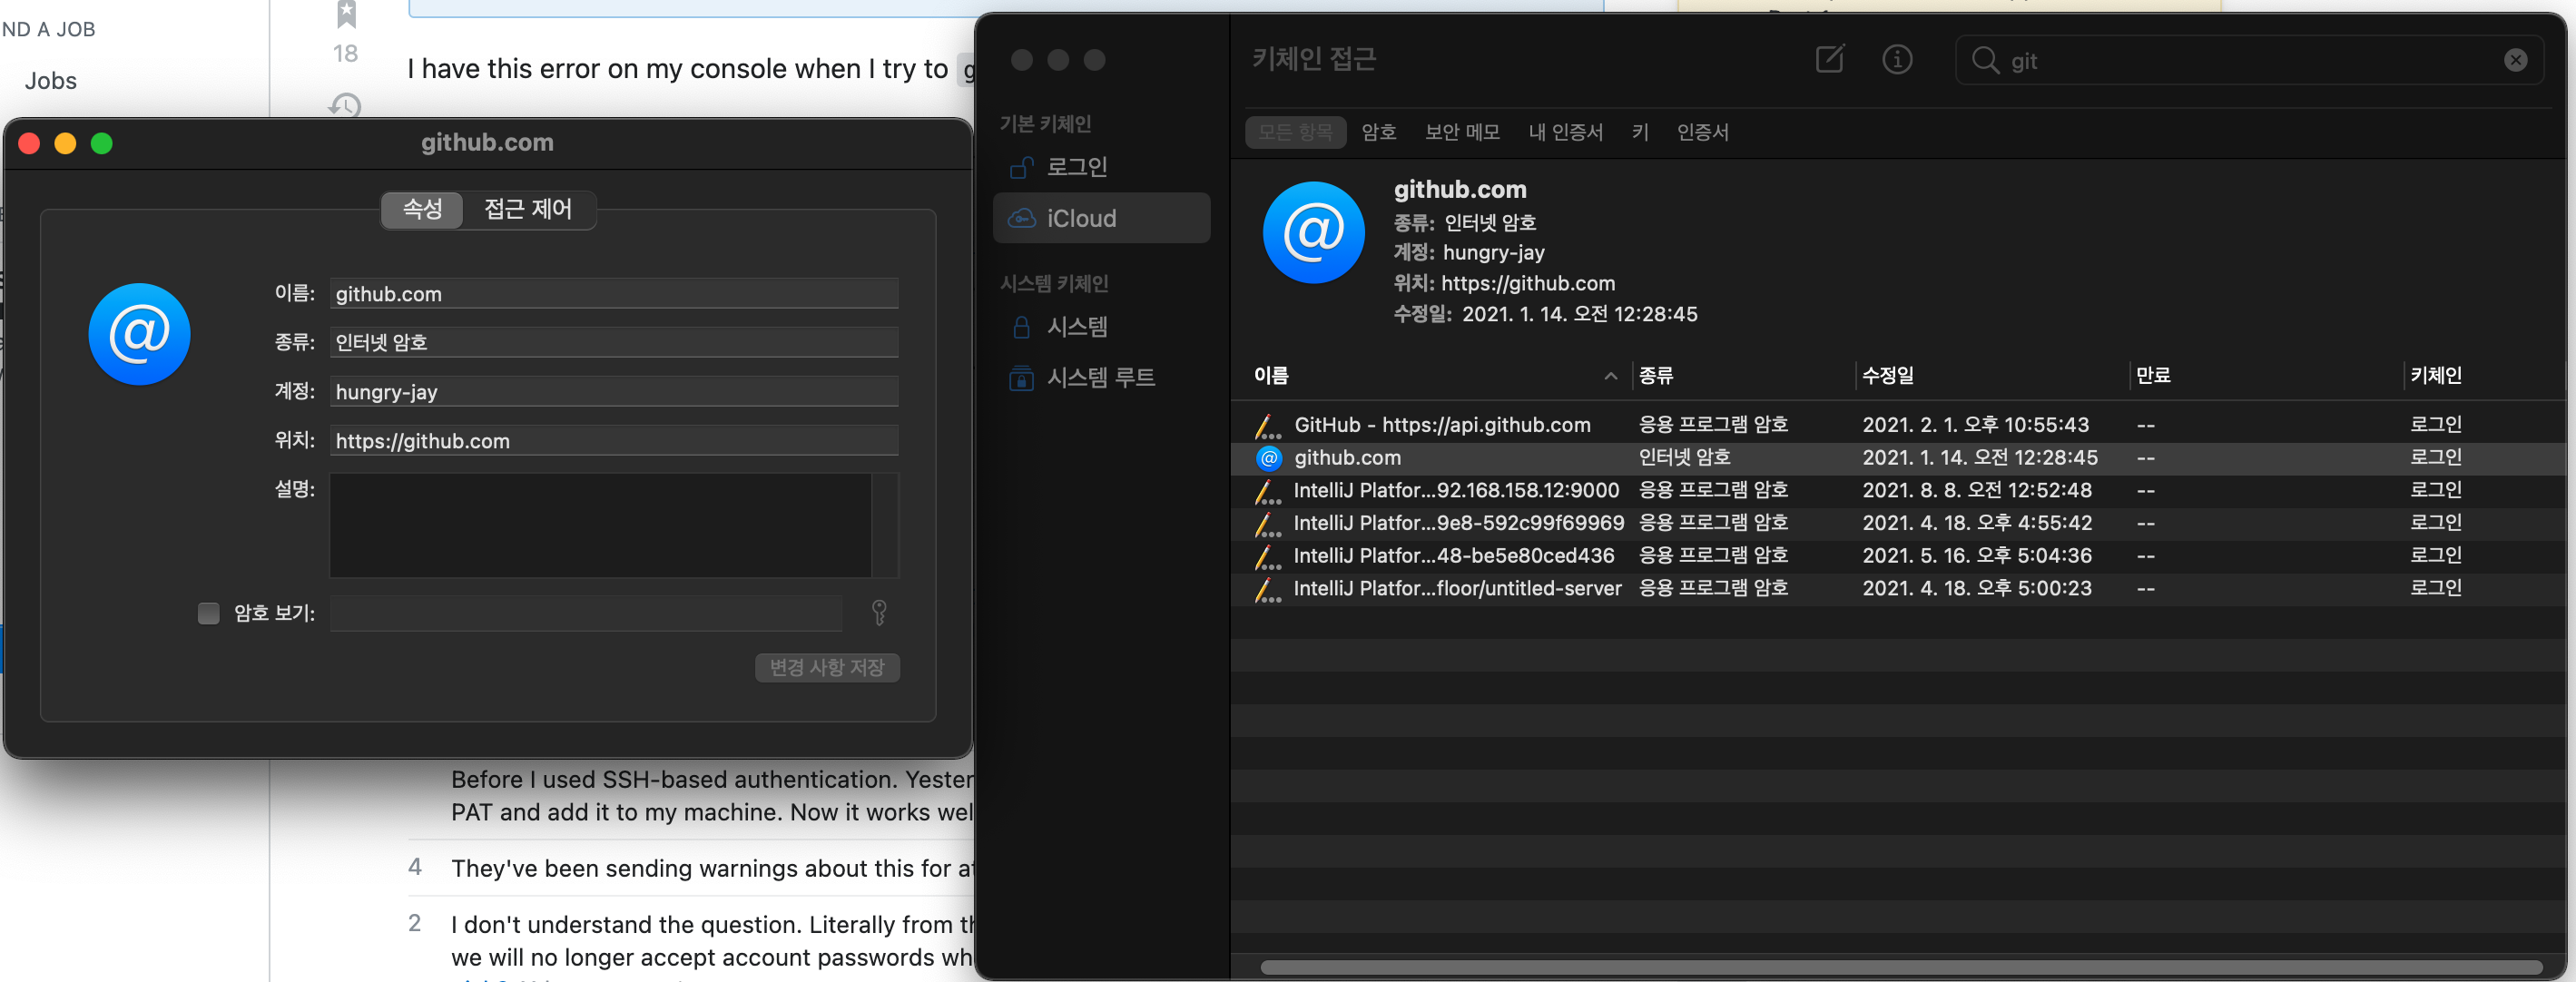 ND A JOB
Jobs
18
I have this error on my console when I try to g
github.com
속성 접근 제어
이름: github.com
종류: 인터넷 암호
계정: hungry-jay
위치: https://github.com
설명:
암호 보기:
변경 사항 저장
Before I used SSH-based authentication. Yester
PAT and add it to my machine. Now it works wel
4 They've been sending warnings about this for at
2 I don't understand the question. Literally from th
we will no longer accept account passwords wh
키체인 접근
git
기본 키체인
로그인
iCloud
시스템 키체인
시스템
시스템 루트
모든 항목 암호 보안 메모 내 인증서 키 인증서
github.com
종류: 인터넷 암호
계정: hungry-jay
위치: https://github.com
수정일: 2021. 1. 14. 오전 12:28:45
이름 종류 수정일 만료 키체인
GitHub - https://api.github.com 응용 프로그램 암호 2021. 2. 1. 오후 10:55:43 -- 로그인
github.com 인터넷 암호 2021. 1. 14. 오전 12:28:45 -- 로그인
IntelliJ Platfor...92.168.158.12:9000 응용 프로그램 암호 2021. 8. 8. 오전 12:52:48 -- 로그인
IntelliJ Platfor...9e8-592c99f69969 응용 프로그램 암호 2021. 4. 18. 오후 4:55:42 -- 로그인
IntelliJ Platfor...48-be5e80ced436 응용 프로그램 암호 2021. 5. 16. 오후 5:04:36 -- 로그인
IntelliJ Platfor...floor/untitled-server 응용 프로그램 암호 2021. 4. 18. 오후 5:00:23 -- 로그인